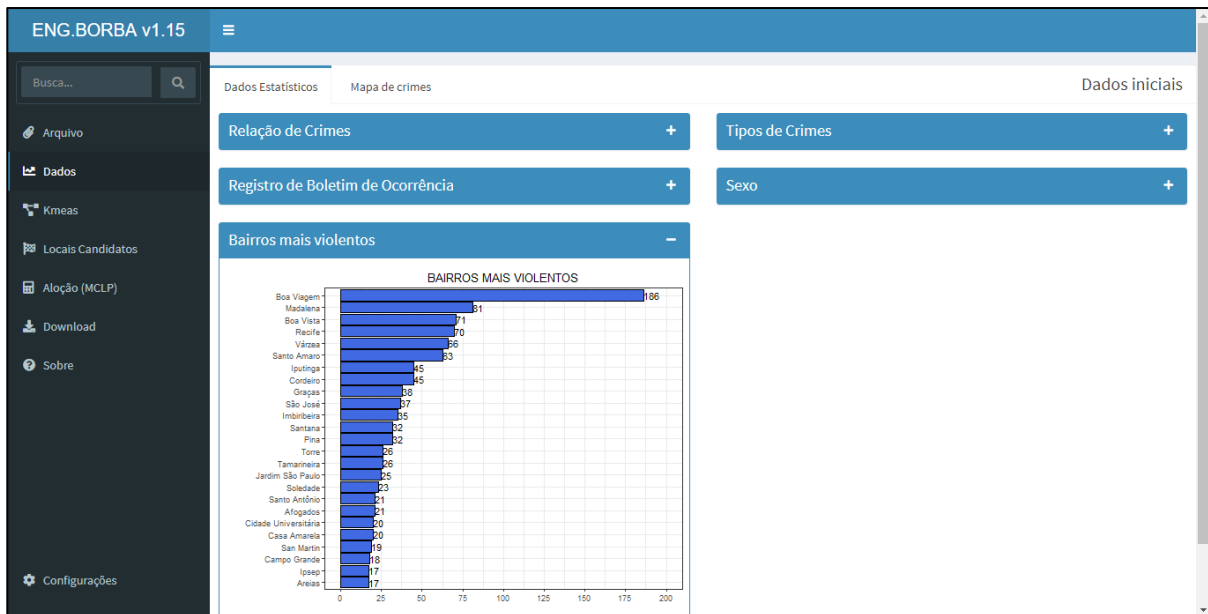 ENG.BORBA v1.15
Busca...
Arquivo
Dados
Kmeas
Locais Candidatos
Aloção (MCLP)
Download
Sobre
Configurações
Dados Estatísticos
Mapa de crimes
Dados iniciais
Relação de Crimes
Tipos de Crimes
Registro de Boletim de Ocorrência
Sexo
Bairros mais violentos
BAIRROS MAIS VIOLENTOS
Boa Viagem 186
Madalena 81
Boa Vista 71
Recife 70
Várzea 66
Santo Amaro 63
Iputinga 45
Cordeiro 45
Graças 38
São José 37
Imbiribeira 35
Santana 32
Pina 32
Torre 26
Tamarineira 26
Jardim São Paulo 25
Soledade 23
Santo Antônio 21
Afogados 21
Cidade Universitária 20
Casa Amarela 20
San Martin 19
Campo Grande 18
Ipsep 17
Areias 17
0 25 50 75 100 125 150 175 200